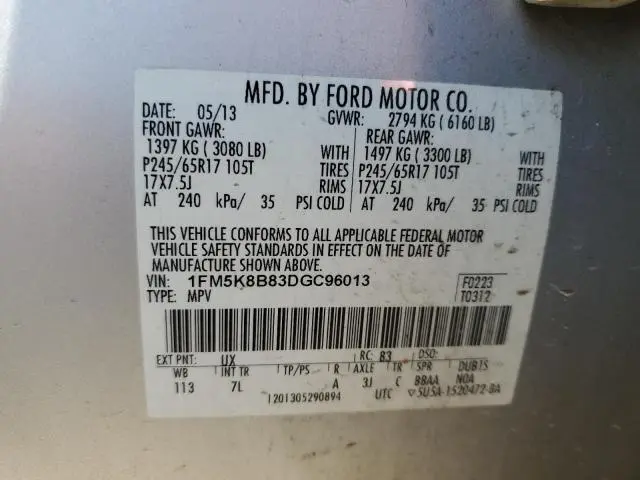 MFD. BY FORD MOTOR CO.
DATE: 05/13 GVWR: 2794 KG ( 6160 LB)
FRONT GAWR: REAR GAWR:
1397 KG ( 3080 LB) WITH 1497 KG ( 3300 LB) WITH
P245/65R17 105T TIRES P245/65R17 105T TIRES
17X7.5J RIMS 17X7.5J RIMS
AT 240 kPa/ 35 PSI COLD AT 240 kPa/ 35 PSI COLD
THIS VEHICLE CONFORMS TO ALL APPLICABLE FEDERAL MOTOR
VEHICLE SAFETY STANDARDS IN EFFECT ON THE DATE OF
MANUFACTURE SHOWN ABOVE.
VIN: 1FM5K8B83DGC96013 F0223
TYPE: MPV T0312
EXT PNT: UX RC: 83 DSO:
WB INT TR TP/PS R AXLE TR SPR DUBTS
113 7L A 3J C BBAA NOA
1201305290894 UTC ▽5U5A-1520472-BA